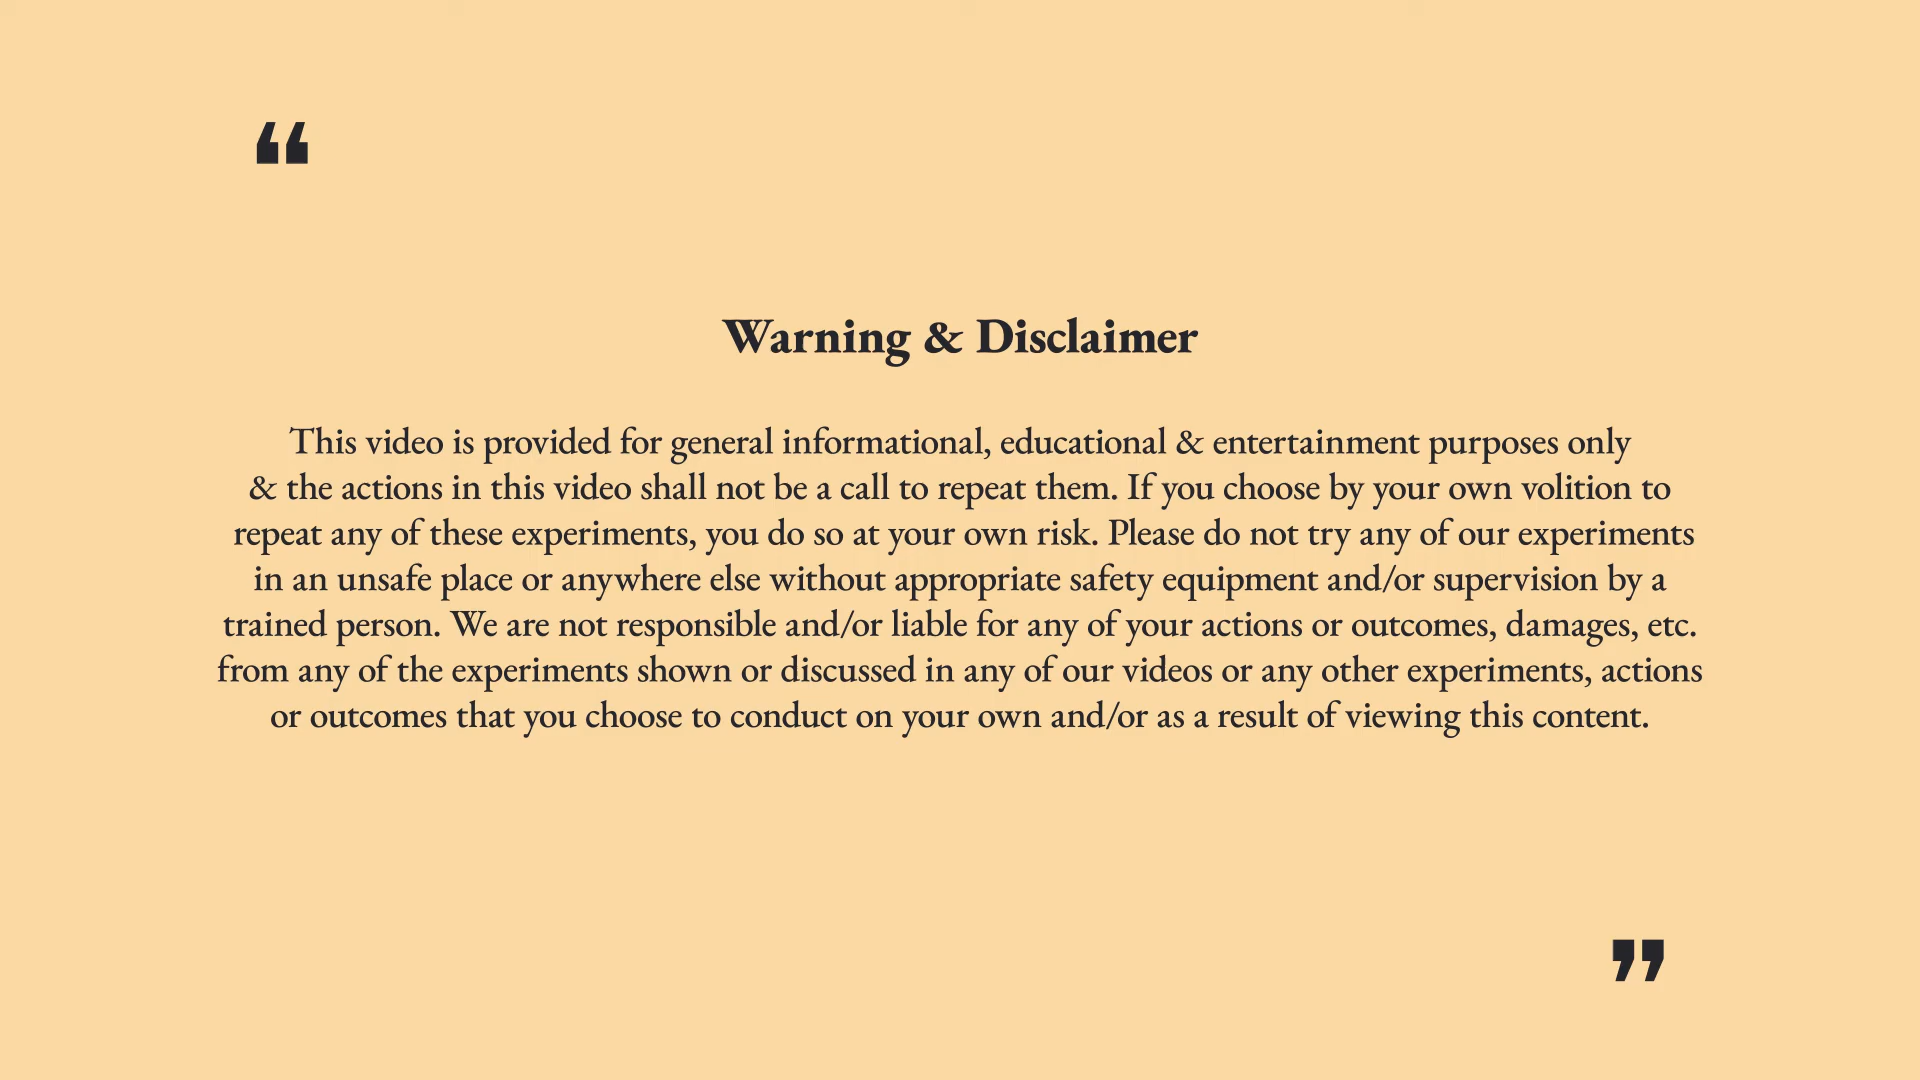 “
Warning & Disclaimer
This video is provided for general informational, educational & entertainment purposes only
& the actions in this video shall not be a call to repeat them. If you choose by your own volition to
repeat any of these experiments, you do so at your own risk. Please do not try any of our experiments
in an unsafe place or anywhere else without appropriate safety equipment and/or supervision by a
trained person. We are not responsible and/or liable for any of your actions or outcomes, damages, etc.
from any of the experiments shown or discussed in any of our videos or any other experiments, actions
or outcomes that you choose to conduct on your own and/or as a result of viewing this content.
”